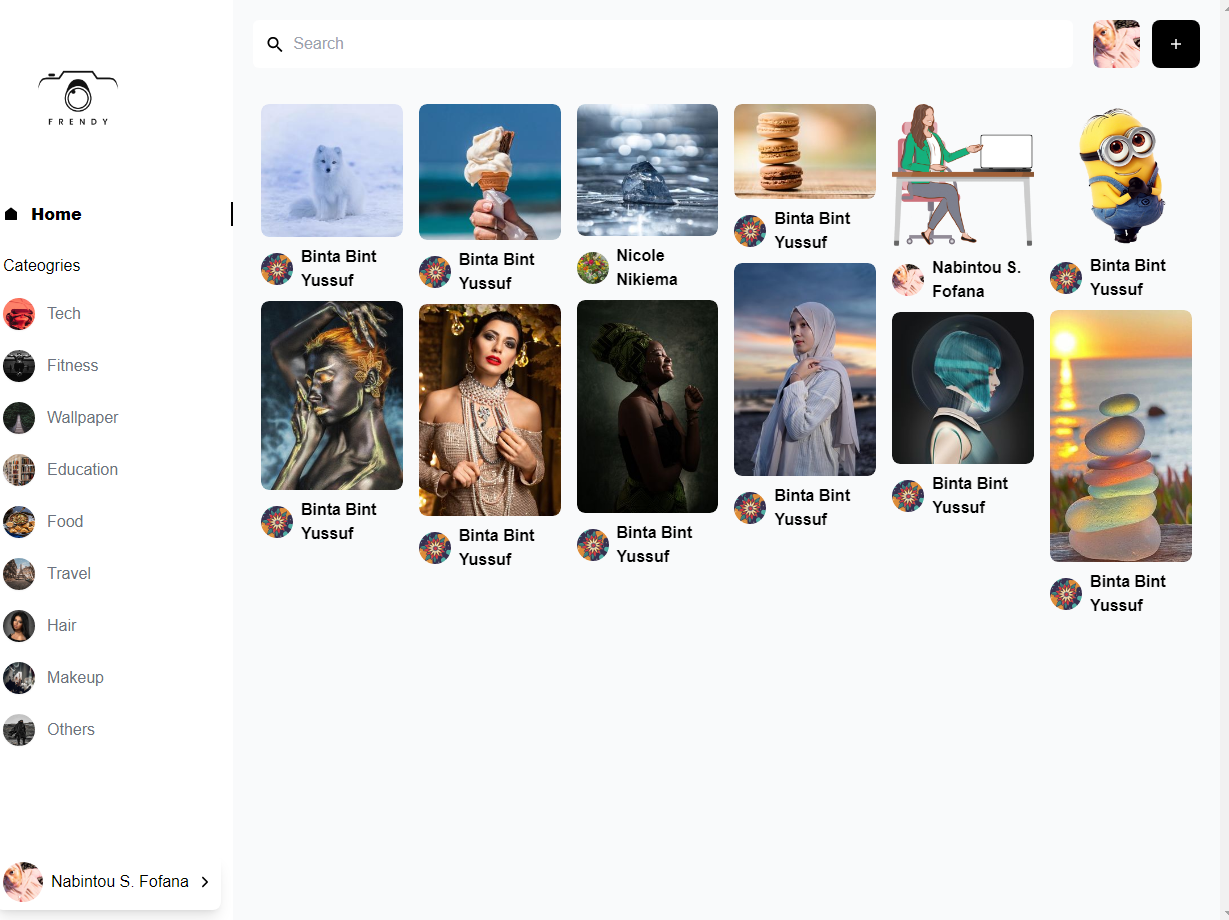 FRENDY
Home
Cateogries
Tech
Fitness
Wallpaper
Education
Food
Travel
Hair
Makeup
Others
Nabintou S. Fofana
Search
+
Binta Bint
Yussuf
Binta Bint
Yussuf
Nicole
Nikiema
Binta Bint
Yussuf
Nabintou S.
Fofana
Binta Bint
Yussuf
Binta Bint
Yussuf
Binta Bint
Yussuf
Binta Bint
Yussuf
Binta Bint
Yussuf
Binta Bint
Yussuf
Binta Bint
Yussuf